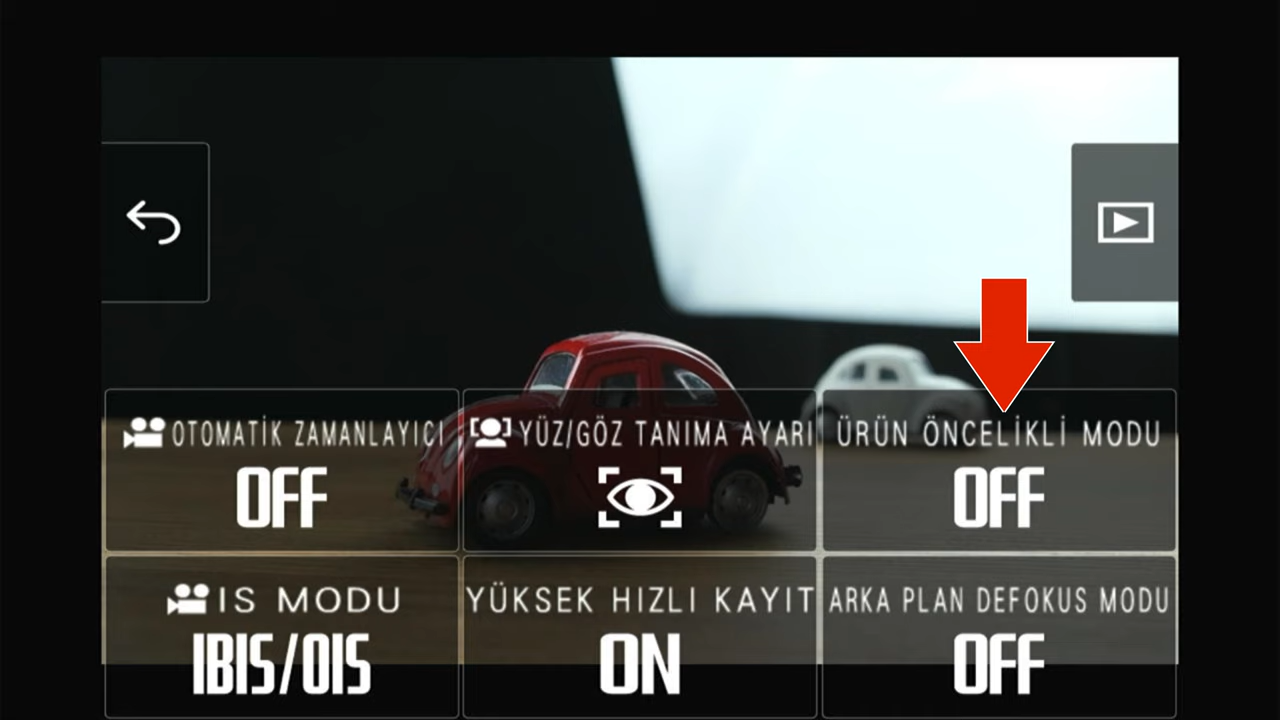 OTOMATİK ZAMANLAYICI
OFF
YÜZ/GÖZ TANIMA AYARI
ÜRÜN ÖNCELİKLİ MODU
OFF
IS MODU
IBIS/OIS
YÜKSEK HIZLI KAYIT
ON
ARKA PLAN DEFOKUS MODU
OFF